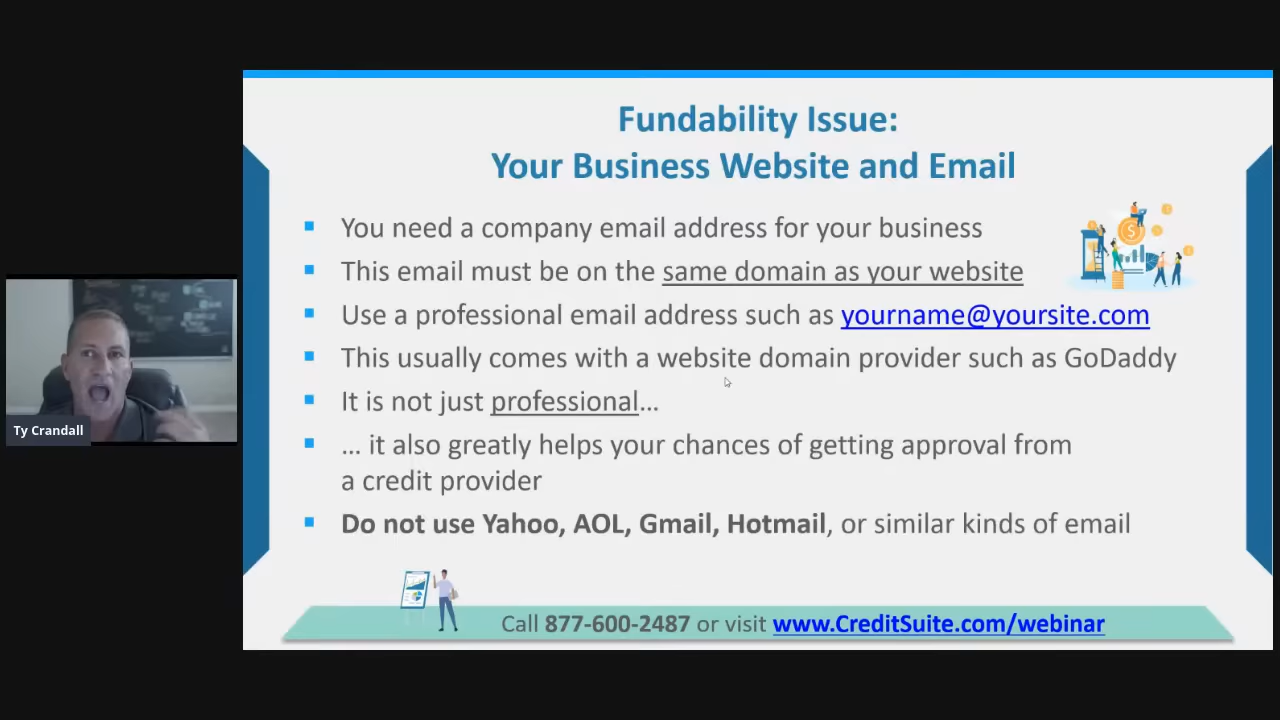 Fundability Issue:
Your Business Website and Email
You need a company email address for your business
This email must be on the same domain as your website
Use a professional email address such as yourname@yoursite.com
This usually comes with a website domain provider such as GoDaddy
It is not just professional…
… it also greatly helps your chances of getting approval from
a credit provider
Do not use Yahoo, AOL, Gmail, Hotmail, or similar kinds of email
Ty Crandall
Call 877-600-2487 or visit www.CreditSuite.com/webinar